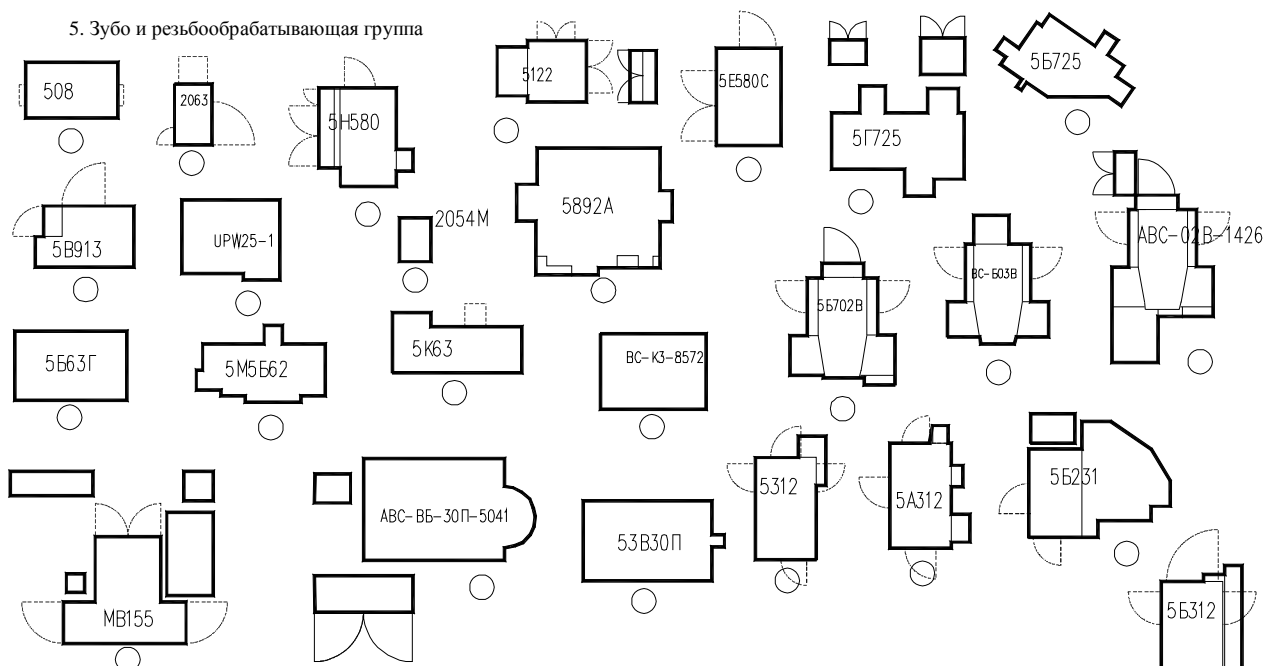 5. Зубо и резьбообрабатывающая группа
508
2063
5Н580
5122
5Е580С
5Г725
5Б725
5В913
UPW25-1
2054М
5892А
5Б702В
ВС-Б03В
АВС-02В-1426
5Б63Г
5М5Б62
5К63
ВС-К3-8572
МВ155
АВС-ВБ-30П-5041
53В30П
5312
5А312
5Б231
5Б312